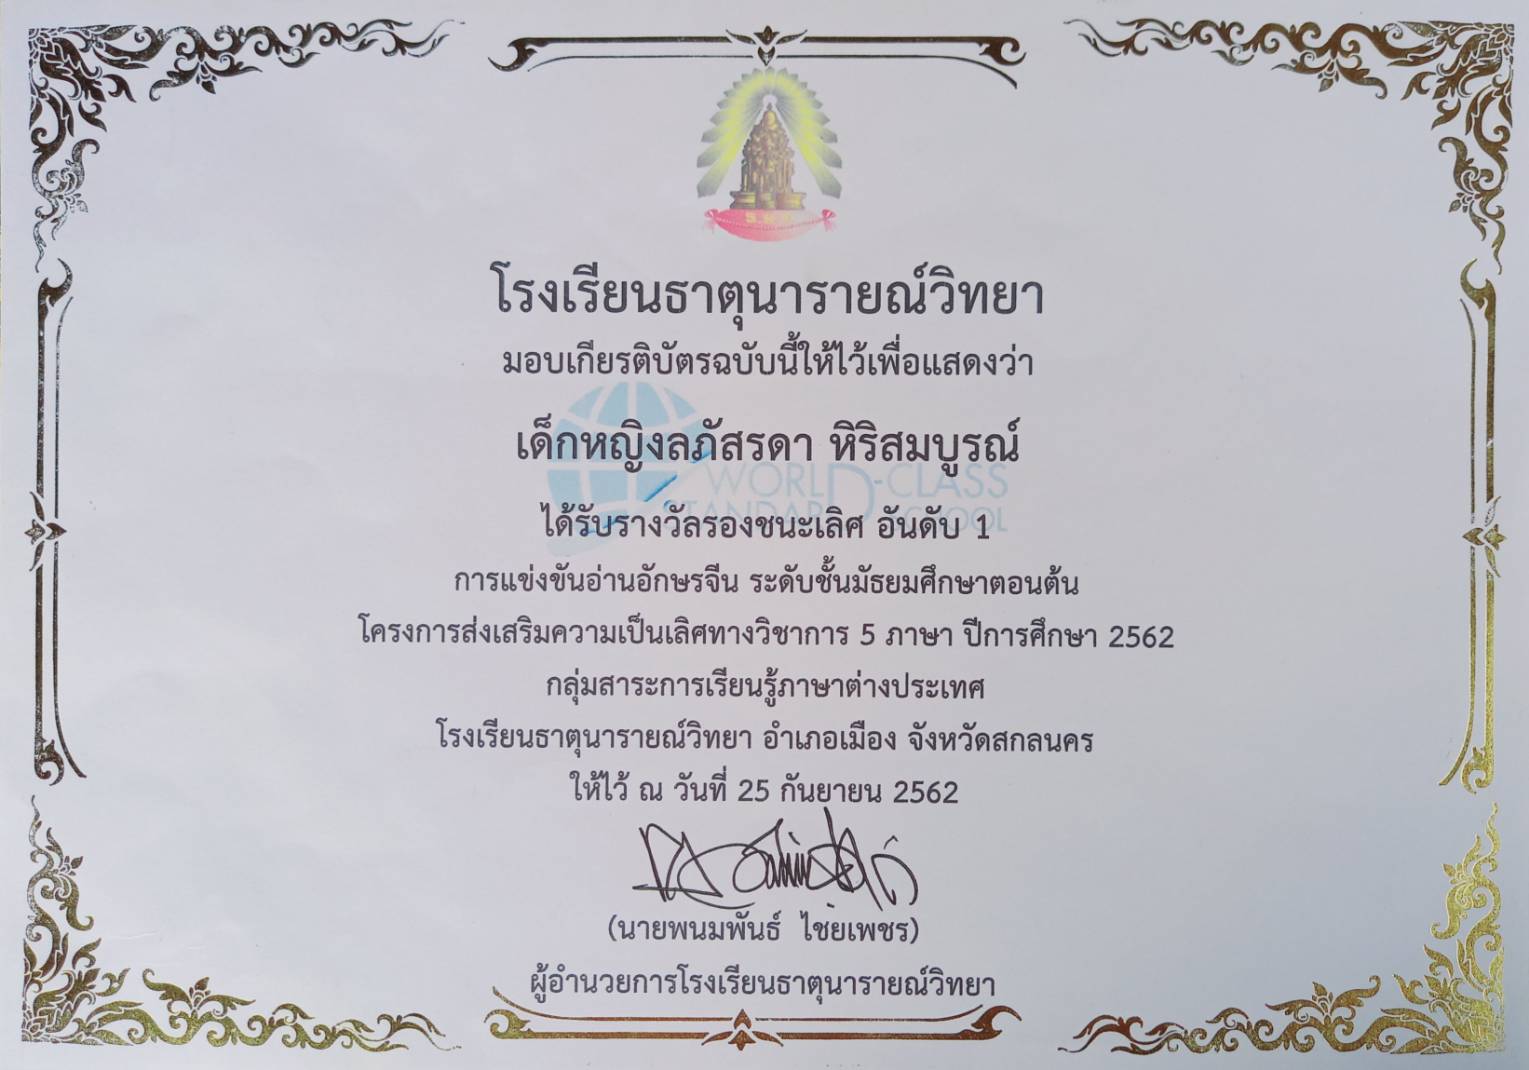 โรงเรียนธาตุนารายณ์วิทยา
มอบเกียรติบัตรฉบับนี้ให้ไว้เพื่อแสดงว่า
เด็กหญิงลภัสรดา หิริสมบูรณ์
WORLD-CLASS
STANDARD SCHOOL
ได้รับรางวัลรองชนะเลิศ อันดับ 1
การแข่งขันอ่านอักษรจีน ระดับชั้นมัธยมศึกษาตอนต้น
โครงการส่งเสริมความเป็นเลิศทางวิชาการ 5 ภาษา ปีการศึกษา 2562
กลุ่มสาระการเรียนรู้ภาษาต่างประเทศ
โรงเรียนธาตุนารายณ์วิทยา อำเภอเมือง จังหวัดสกลนคร
ให้ไว้ ณ วันที่ 25 กันยายน 2562
(นายพนมพันธ์ ไชยเพชร)
ผู้อำนวยการโรงเรียนธาตุนารายณ์วิทยา